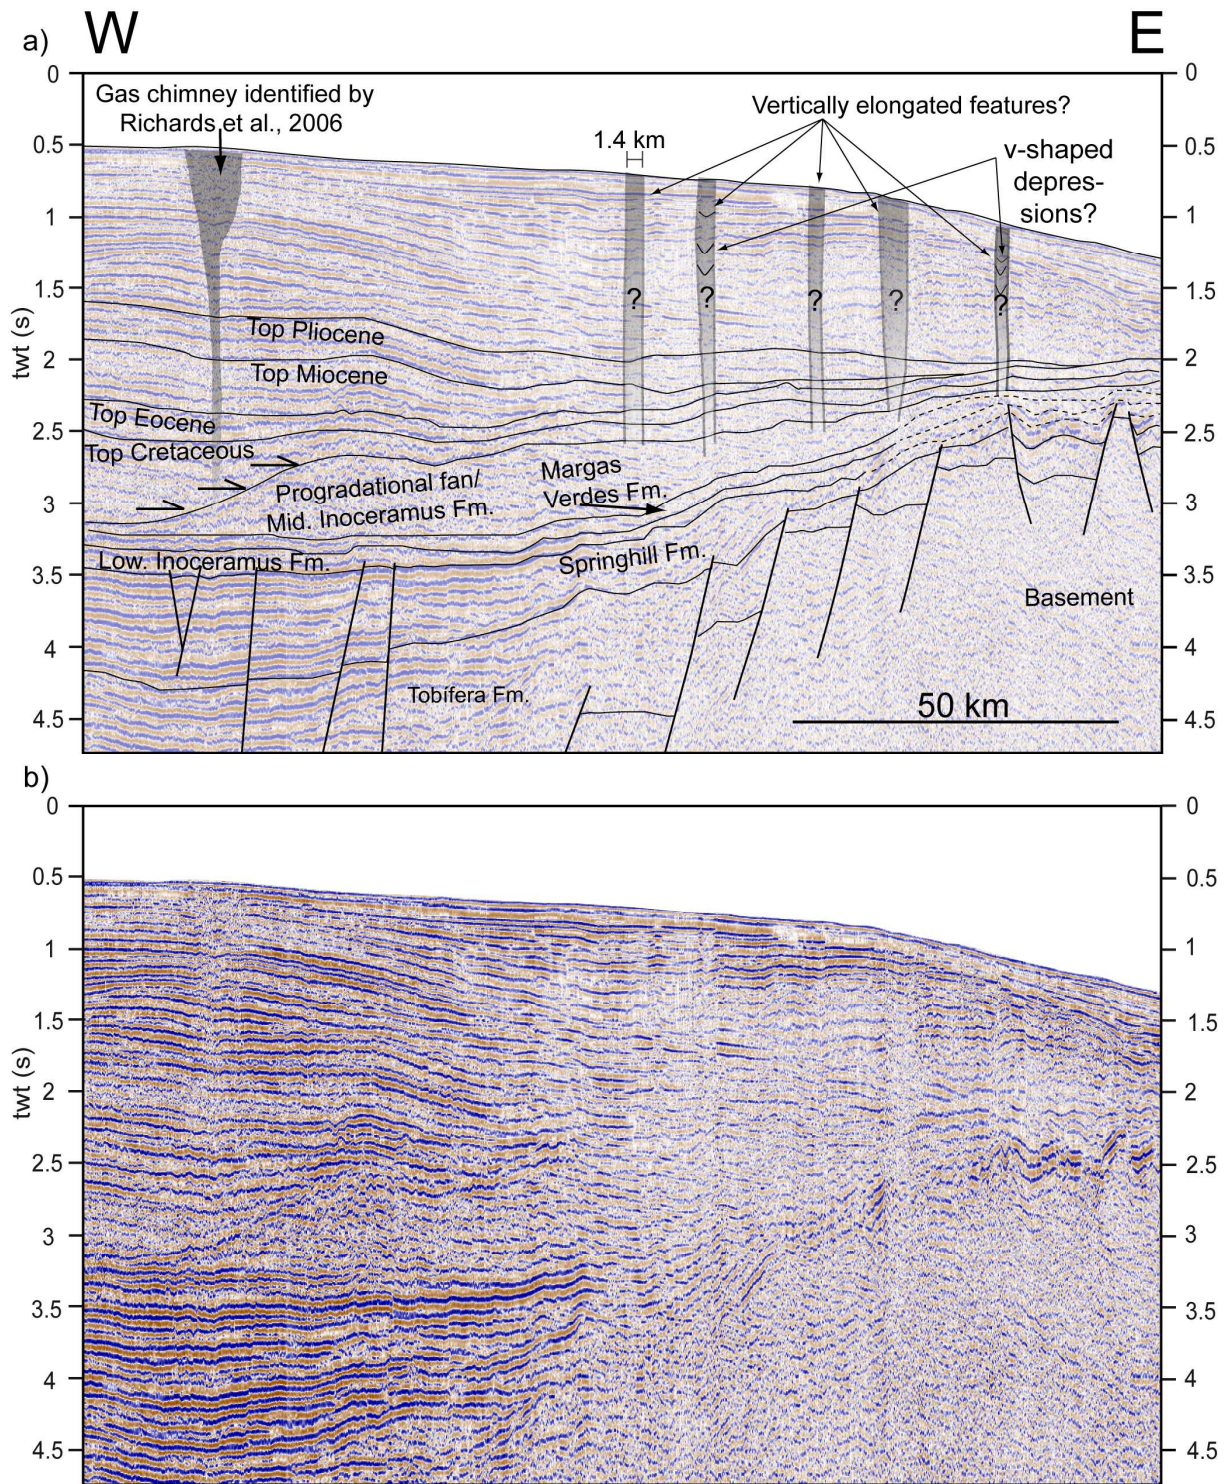 W
E
a)
0
0
Gas chimney identified by
Richards et al., 2006
Vertically elongated features?
0.5
1.4 km
0.5
v-shaped
depres-
sions?
1
1
1.5
?
?
?
?
?
1.5
twt (s)
Top Pliocene
2
2
Top Miocene
Top Eocene
2.5
2.5
Top Cretaceous
Margas
Verdes Fm.
Progradational fan/
Mid. Inoceramus Fm.
3
3
Low. Inoceramus Fm.
Springhill Fm.
3.5
3.5
Basement
4
4
Tobífera Fm.
50 km
4.5
4.5
b)
0
0
0.5
0.5
1
1
1.5
1.5
twt (s)
2
2
2.5
2.5
3
3
3.5
3.5
4
4
4.5
4.5